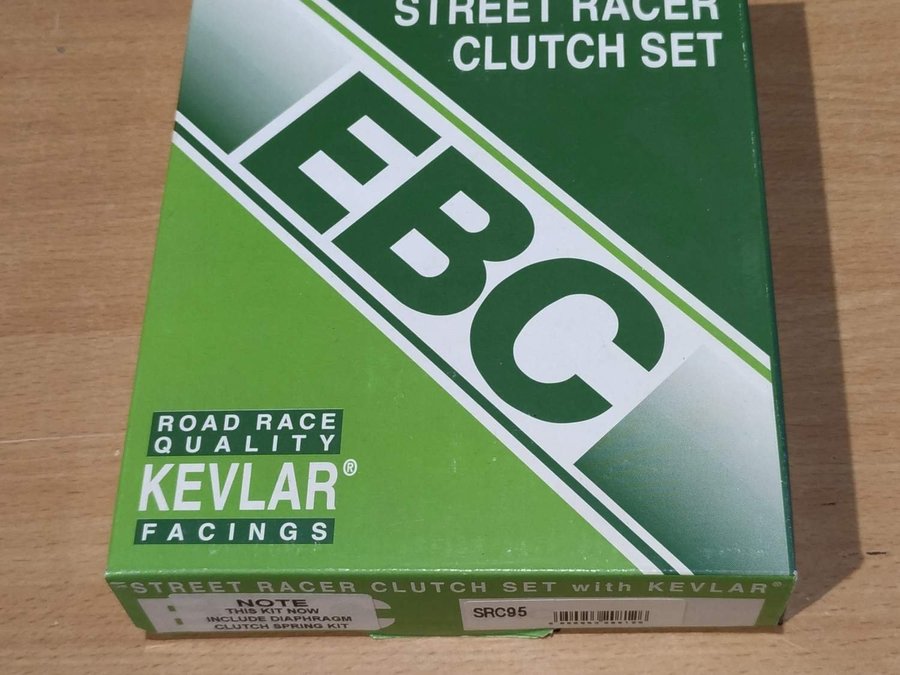 STREET RACER
CLUTCH SET
EBC
ROAD RACE
QUALITY
KEVLAR®
FACINGS
STREET RACER CLUTCH SET with KEVLAR®
NOTE
THIS KIT NOW
INCLUDE DIAPHRAGM
CLUTCH SPRING KIT
SRC95